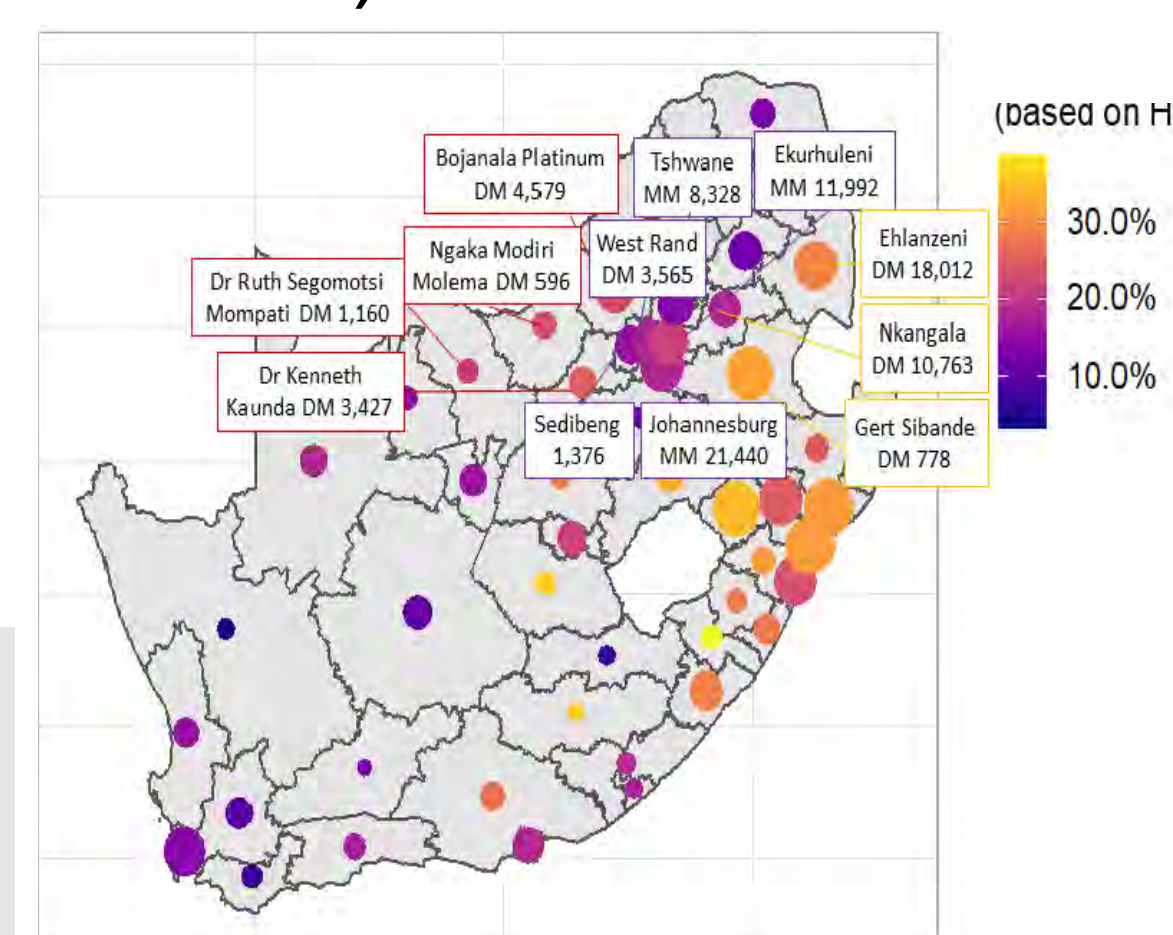 (based on H
Bojanala Platinum
DM 4,579
Tshwane
MM 8,328
Ekurhuleni
MM 11,992
Ngaka Modiri
Molema DM 596
West Rand
DM 3,565
Ehlanzeni
DM 18,012
Dr Ruth Segomotsi
Mompati DM 1,160
Nkangala
DM 10,763
Dr Kenneth
Kaunda DM 3,427
Sedibeng
1,376
Johannesburg
MM 21,440
Gert Sibande
DM 778
30.0%
20.0%
10.0%